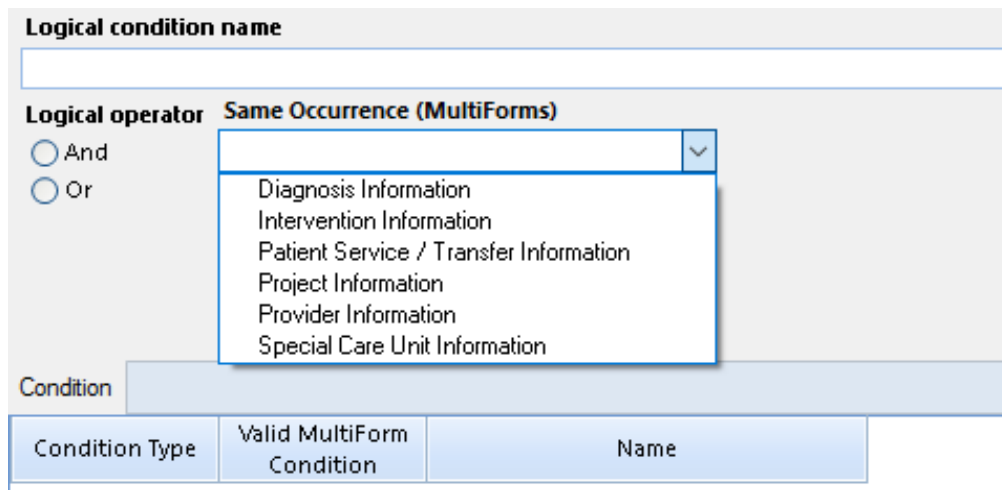 Logical condition name
Logical operator
Same Occurrence (MultiForms)
And
Or
Diagnosis Information
Intervention Information
Patient Service / Transfer Information
Project Information
Provider Information
Special Care Unit Information
Condition
Condition Type
Valid MultiForm
Condition
Name